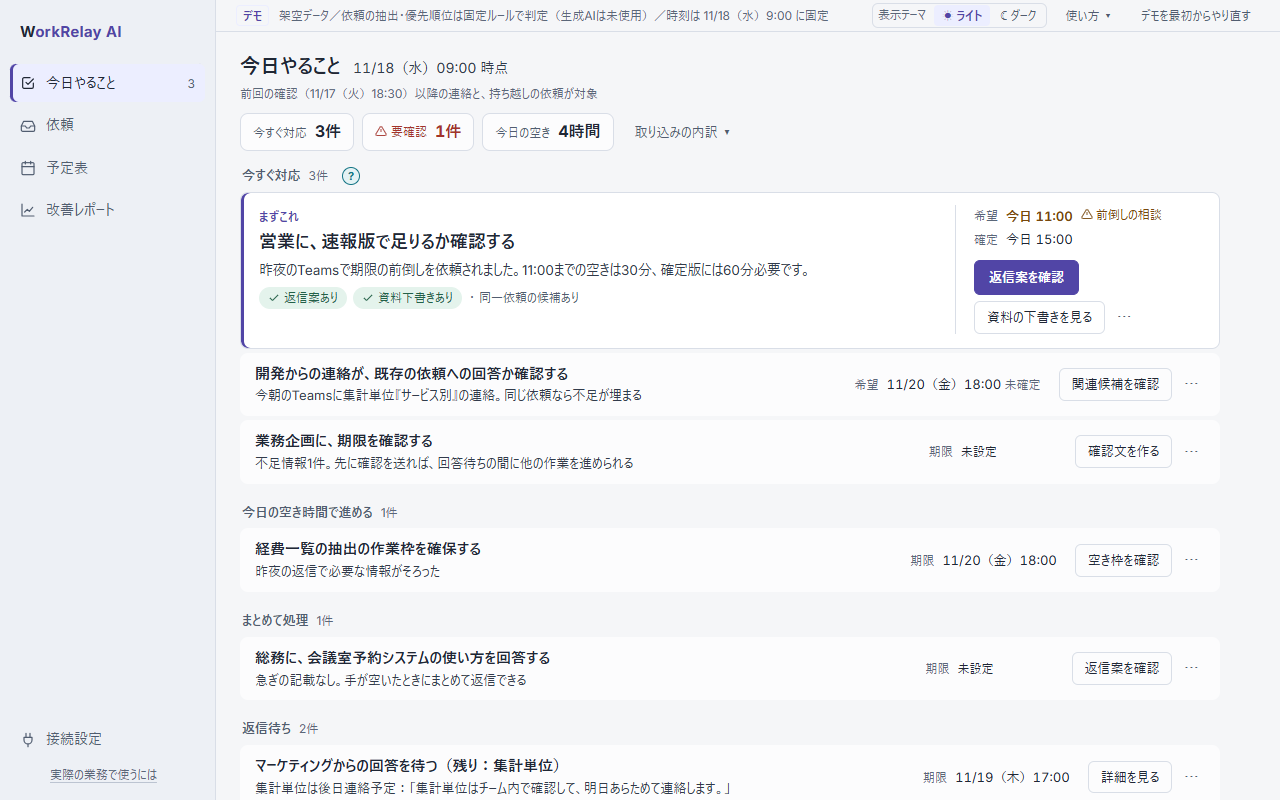 WorkRelay AI
今日やること 3
依頼
予定表
改善レポート
接続設定
実際の業務で使うには
デモ 架空データ／依頼の抽出・優先順位は固定ルールで判定（生成AIは未使用）／時刻は 11/18（水）9:00 に固定
表示テーマ ライト ダーク 使い方 ▾ デモを最初からやり直す
今日やること 11/18（水）09:00 時点
前回の確認（11/17（火）18:30）以降の連絡と、持ち越しの依頼が対象
今すぐ対応 3件 要確認 1件 今日の空き 4時間 取り込みの内訳 ▾
今すぐ対応 3件 ?
まずこれ
営業に、速報版で足りるか確認する
昨夜のTeamsで期限の前倒しを依頼されました。11:00までの空きは30分、確定版には60分必要です。
✓ 返信案あり ✓ 資料下書きあり ・同一依頼の候補あり
希望 今日 11:00 前倒しの相談
確定 今日 15:00
返信案を確認
資料の下書きを見る …
開発からの連絡が、既存の依頼への回答か確認する
今朝のTeamsに集計単位『サービス別』の連絡。同じ依頼なら不足が埋まる
希望 11/20（金）18:00 未確定 関連候補を確認 …
業務企画に、期限を確認する
不足情報1件。先に確認を送れば、回答待ちの間に他の作業を進められる
期限 未設定 確認文を作る …
今日の空き時間で進める 1件
経費一覧の抽出の作業枠を確保する
昨夜の返信で必要な情報がそろった
期限 11/20（金）18:00 空き枠を確認 …
まとめて処理 1件
総務に、会議室予約システムの使い方を回答する
急ぎの記載なし。手が空いたときにまとめて返信できる
期限 未設定 返信案を確認 …
返信待ち 2件
マーケティングからの回答を待つ（残り：集計単位）
集計単位は後日連絡予定：「集計単位はチーム内で確認して、明日あらためて連絡します。」
期限 11/19（木）17:00 詳細を見る …